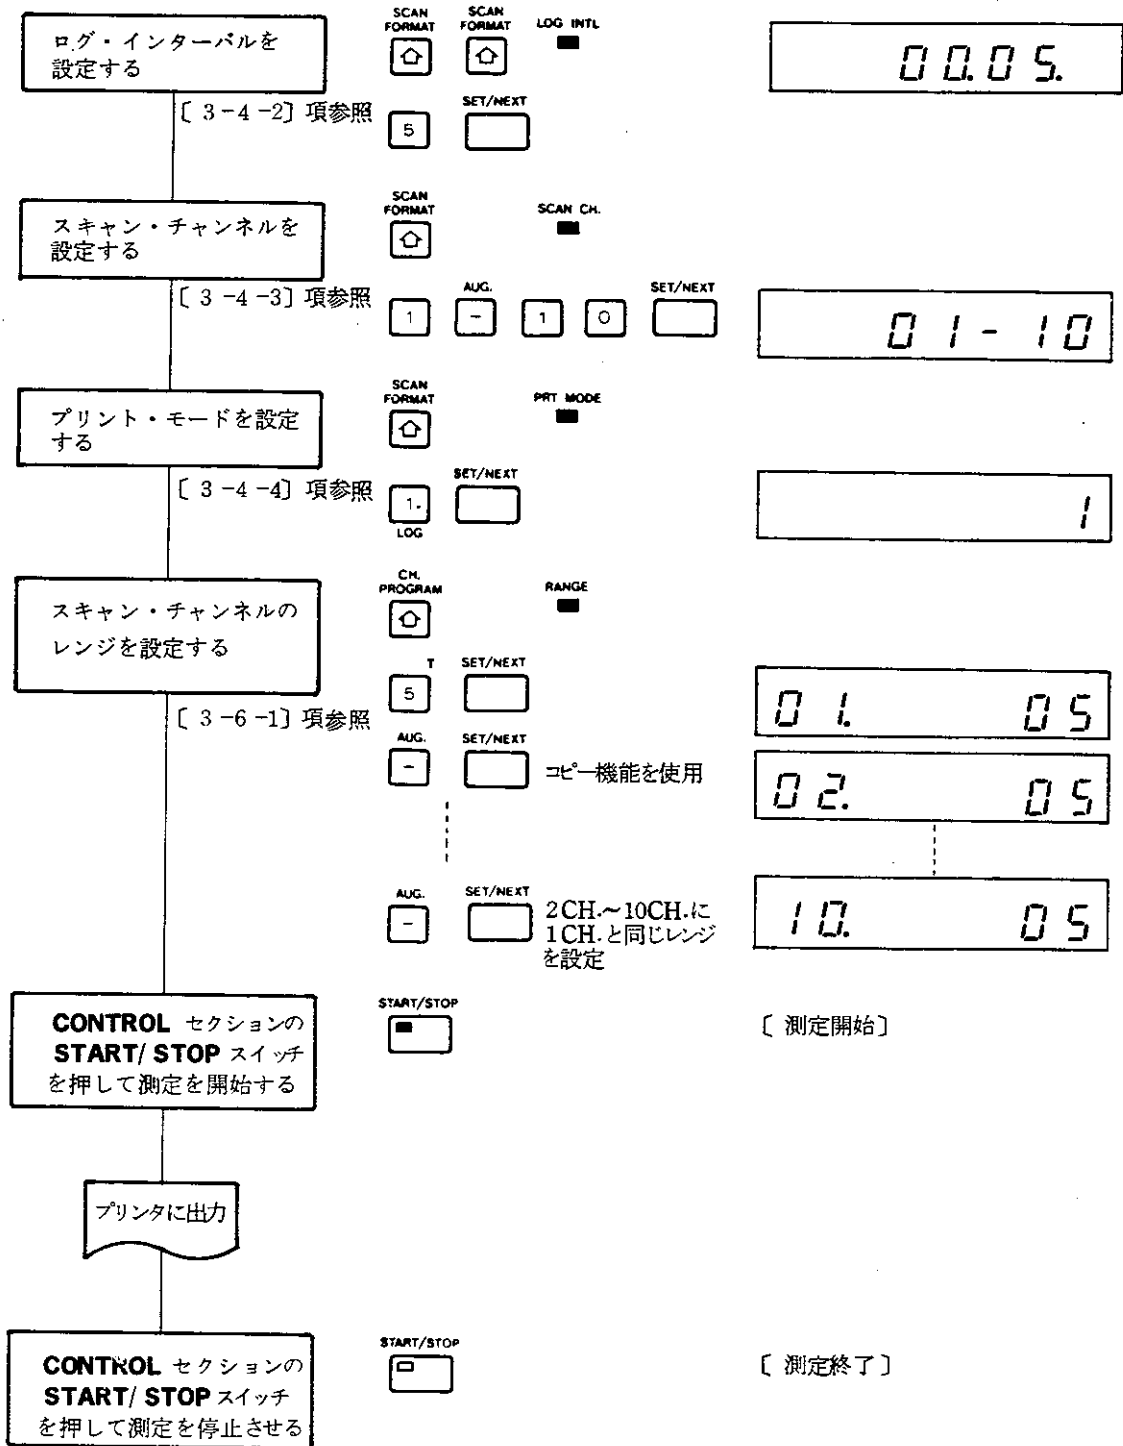 ログ・インターバルを
設定する
SCAN FORMAT
SCAN FORMAT
LOG INTL
00.05.
〔 3-4-2〕項参照
5
SET/NEXT
スキャン・チャンネルを
設定する
SCAN FORMAT
SCAN CH.
〔 3-4-3〕項参照
1
AUG.
-
1
0
SET/NEXT
01-10
プリント・モードを設定
する
SCAN FORMAT
PRT MODE
〔 3-4-4〕項参照
1.
LOG
SET/NEXT
1
スキャン・チャンネルの
レンジを設定する
CH. PROGRAM
RANGE
〔 3-6-1〕項参照
T
5
SET/NEXT
01. 05
AUG.
-
SET/NEXT
コピー機能を使用
02. 05
AUG.
-
SET/NEXT
2CH.~10CH.に
1CH.と同じレンジ
を設定
10. 05
CONTROL セクションの
START/ STOP スイッチ
を押して測定を開始する
START/STOP
〔 測定開始〕
プリンタに出力
CONTROL セクションの
START/ STOP スイッチ
を押して測定を停止させる
START/STOP
〔 測定終了〕